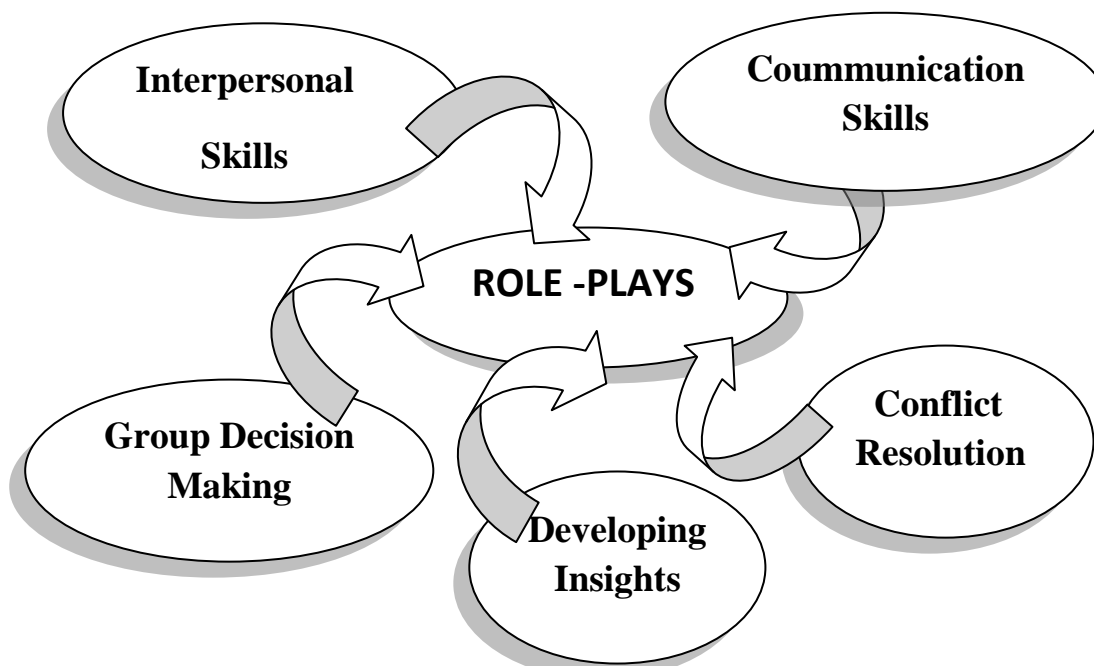 Interpersonal
Skills
Coummunication
Skills
ROLE -PLAYS
Group Decision
Making
Developing
Insights
Conflict
Resolution